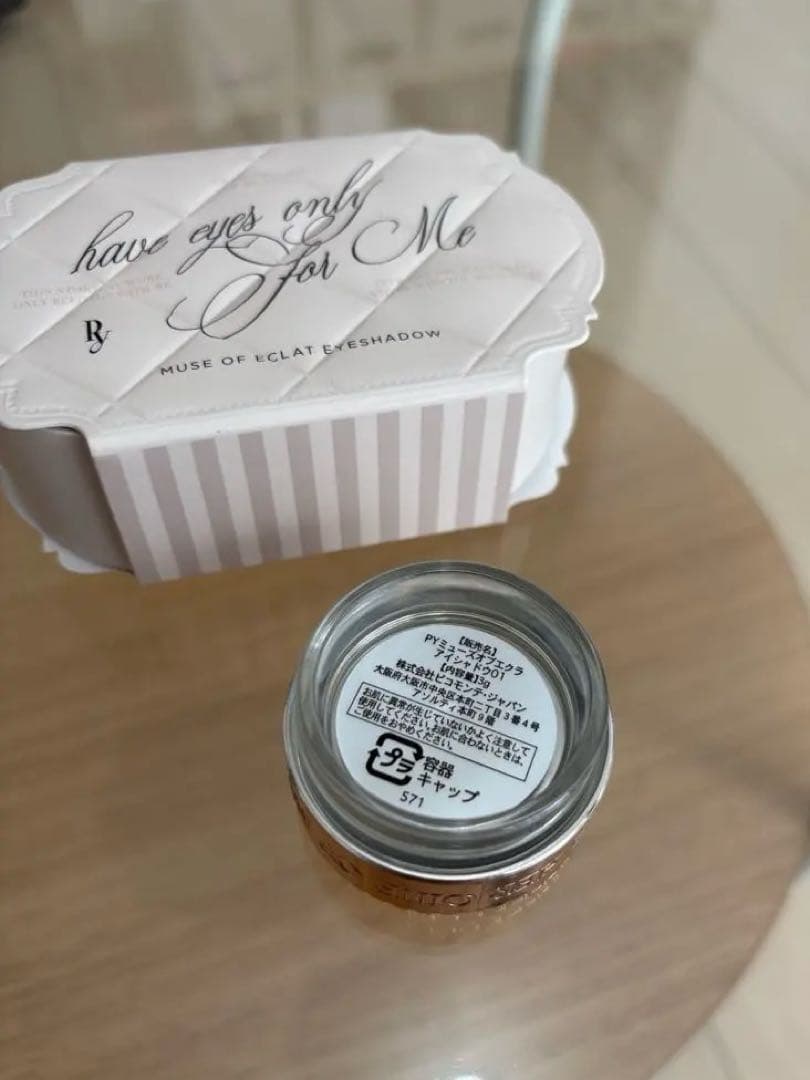 have eyes only
for Me
PY
MUSE OF ECLAT EYESHADOW
【販売名】
PYミューズオブエクラ
アイシャドウ01
【内容量】3g
株式会社ピコモンテ・ジャパン
大阪府大阪市中央区本町二丁目3番4号
アソルティ本町9階
お肌に異常が生じていないかよく注意して
使用してください。お肌に合わないときは、
ご使用をおやめください。
プラ
容器
キャップ
571